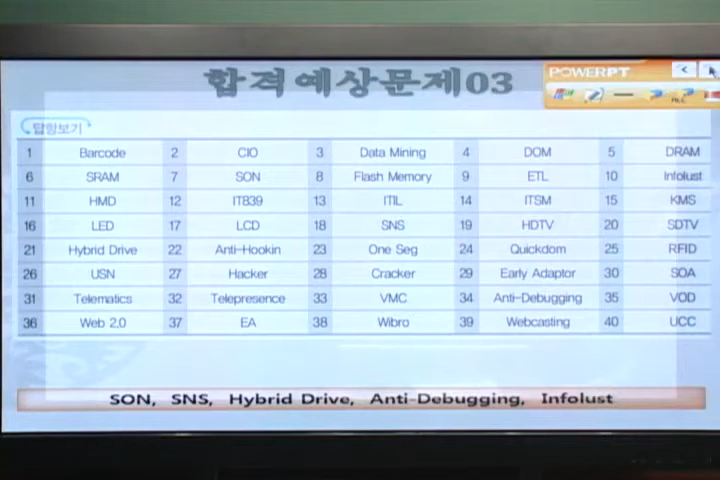 합격예상문제03
POWERPT
답항보기
1 Barcode 2 CIO 3 Data Mining 4 DOM 5 DRAM
6 SRAM 7 SON 8 Flash Memory 9 ETL 10 Infolust
11 HMD 12 IT839 13 ITIL 14 ITSM 15 KMS
16 LED 17 LCD 18 SNS 19 HDTV 20 SDTV
21 Hybrid Drive 22 Anti-Hookin 23 One Seg 24 Quickdom 25 RFID
26 USN 27 Hacker 28 Cracker 29 Early Adaptor 30 SOA
31 Telematics 32 Telepresence 33 VMC 34 Anti-Debugging 35 VOD
36 Web 2.0 37 EA 38 Wibro 39 Webcasting 40 UCC
SON, SNS, Hybrid Drive, Anti-Debugging, Infolust